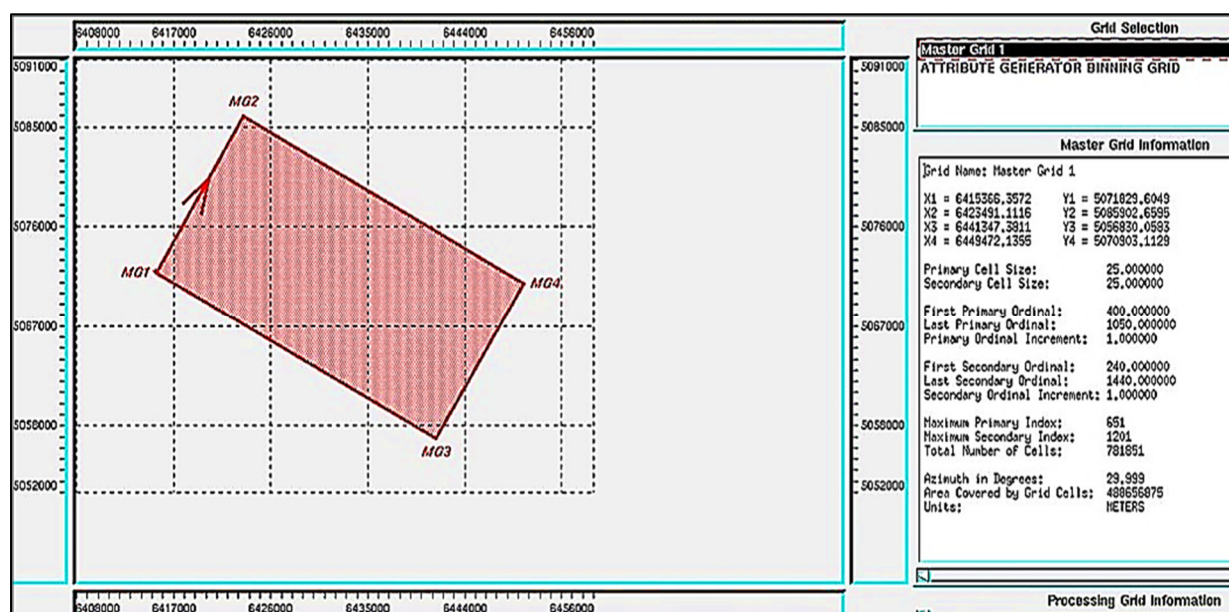 6408000 6417000 6426000 6435000 6444000 6456000
Grid Selection
Master Grid 1
ATTRIBUTE GENERATOR BINNING GRID
5091000
5085000
5076000
5067000
5058000
5052000
MG2
MG1
MG4
MG3
5091000
5085000
5076000
5067000
5058000
5052000
Master Grid Information
Grid Name: Master Grid 1
X1 = 6415366,3572 Y1 = 5071829,6049
X2 = 6423491,1116 Y2 = 5085902,6595
X3 = 6441347,3811 Y3 = 5056830,0583
X4 = 6449472,1355 Y4 = 5070903,1129
Primary Cell Size: 25.000000
Secondary Cell Size: 25.000000
First Primary Ordinal: 400.000000
Last Primary Ordinal: 1050.000000
Primary Ordinal Increment: 1.000000
First Secondary Ordinal: 240.000000
Last Secondary Ordinal: 1440.000000
Secondary Ordinal Increment: 1.000000
Maximum Primary Index: 651
Maximum Secondary Index: 1201
Total Number of Cells: 781851
Azimuth in Degrees: 29.999
Area Covered by Grid Cells: 488656875
Units: METERS
6408000 6417000 6426000 6435000 6444000 6456000
Processing Grid Information